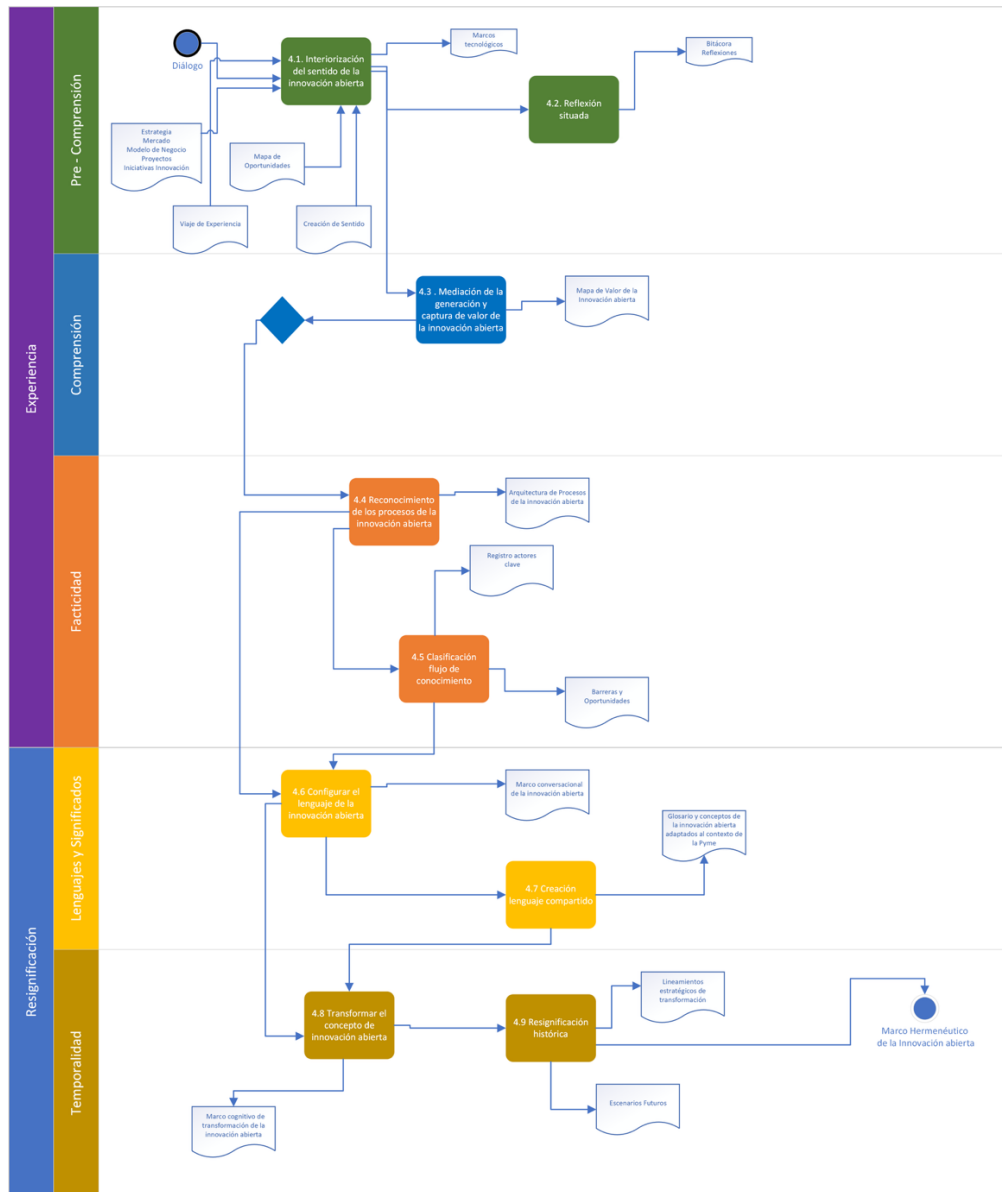 Experiencia
Resignificación
Pre - Comprensión
Comprensión
Facticidad
Lenguajes y Significados
Temporalidad
Diálogo
4.1. Interiorización
del sentido de la
innovación abierta
Marcos
tecnológicos
Bitácora
Reflexiones
4.2. Reflexión
situada
Estrategia
Mercado
Modelo de Negocio
Proyectos
Iniciativas Innovación
Mapa de
Oportunidades
Viaje de Experiencia
Creación de Sentido
4.3 . Mediación de la
generación y
captura de valor de
la innovación abierta
Mapa de Valor de la
Innovación abierta
4.4 Reconocimiento
de los procesos de la
innovación abierta
Arquitectura de Procesos
de la innovación abierta
Registro actores
clave
4.5 Clasificación
flujo de
conocimiento
Barreras y
Oportunidades
4.6 Configurar el
lenguaje de la
innovación abierta
Marco conversacional
de la innovación abierta
Glosario y conceptos de
la innovación abierta
adaptados al contexto de
la Pyme
4.7 Creación
lenguaje compartido
4.8 Transformar el
concepto de
innovación abierta
4.9 Resignificación
histórica
Lineamientos
estratégicos de
transformación
Marco Hermenéutico
de la Innovación abierta
Marco cognitivo de
transformación de la
innovación abierta
Escenarios Futuros